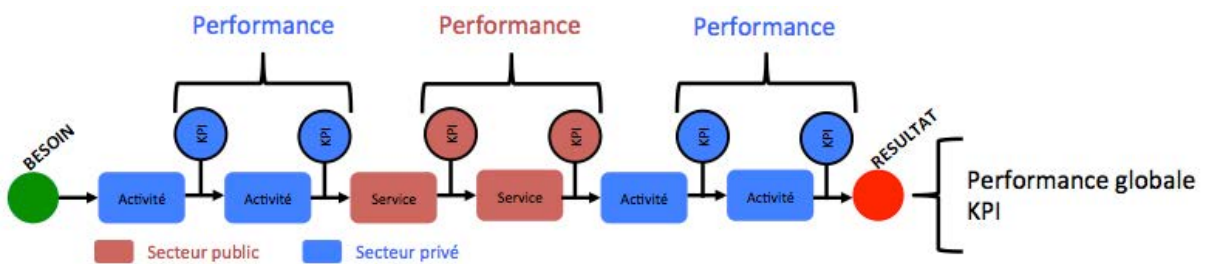 Performance
Performance
Performance
KPI
KPI
KPI
KPI
KPI
KPI
BESOIN
RESULTAT
Activité
Activité
Service
Service
Activité
Activité
Performance globale
KPI
Secteur public
Secteur privé